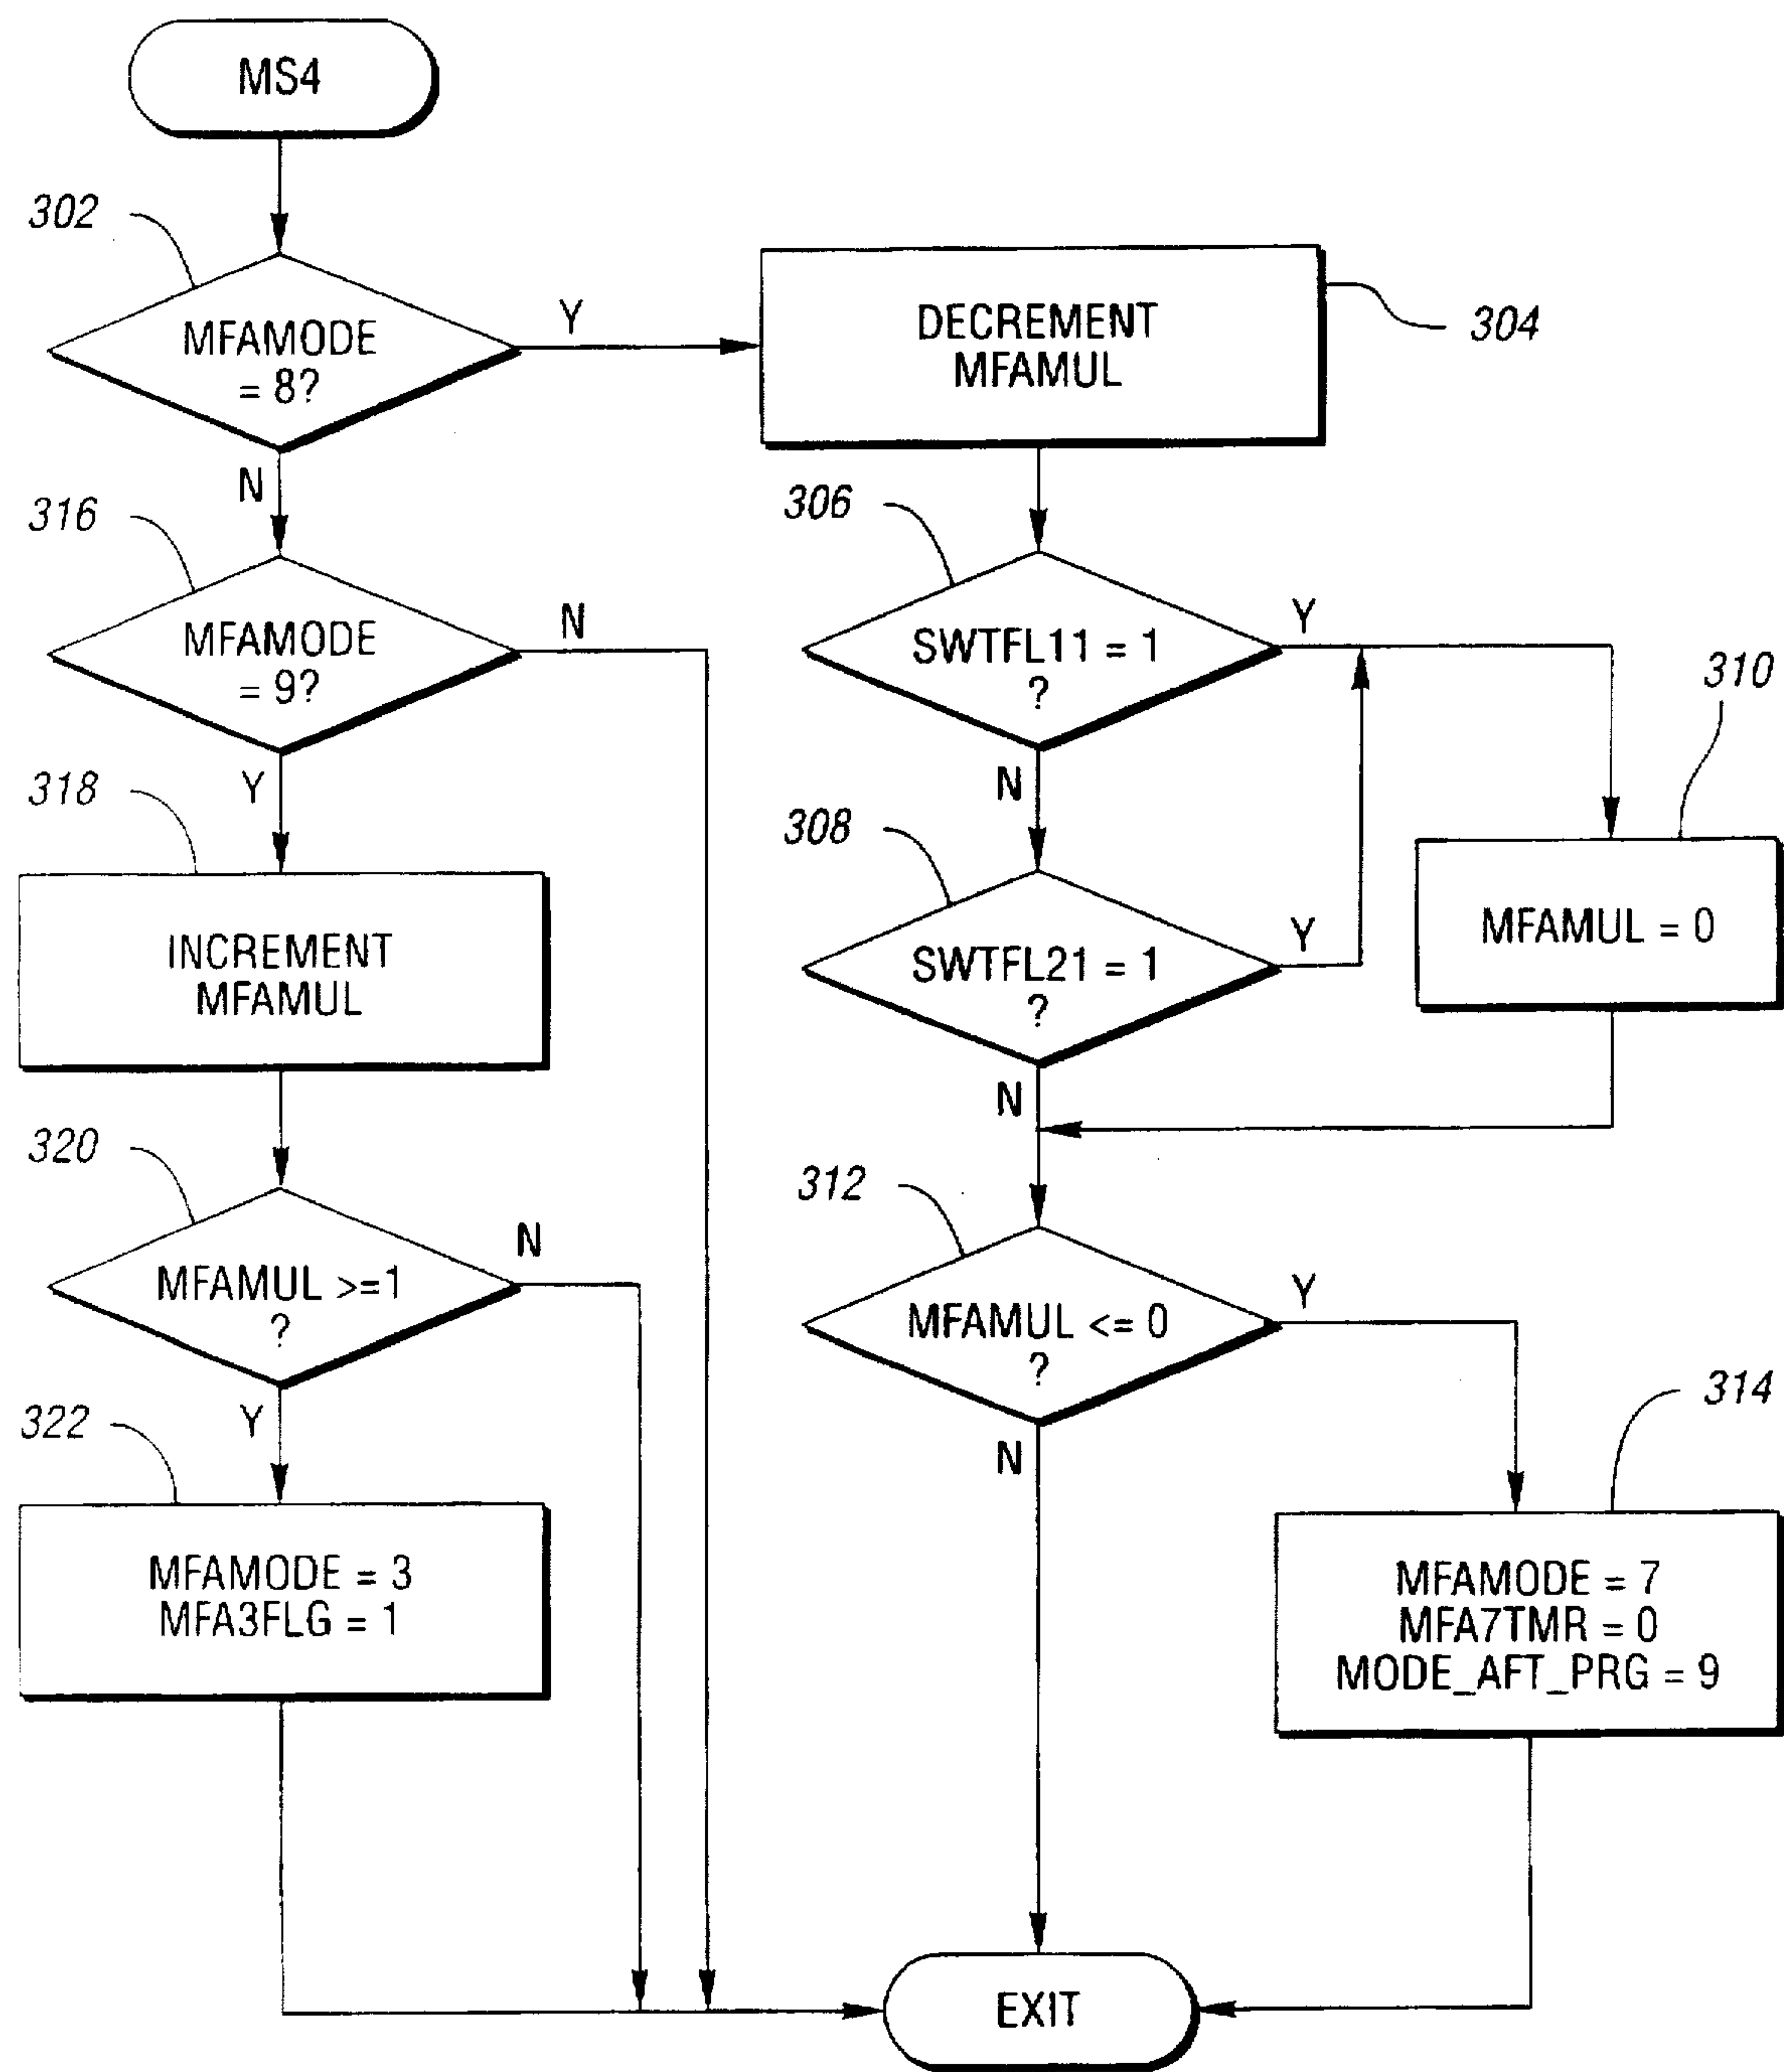 MS4
302
MFAMODE
= 8?
Y
N
DECREMENT
MFAMUL
304
316
MFAMODE
= 9?
N
Y
306
SWTFL11 = 1
?
Y
N
310
MFAMUL = 0
318
INCREMENT
MFAMUL
308
SWTFL21 = 1
?
Y
N
320
MFAMUL >=1
?
N
Y
312
MFAMUL <= 0
?
Y
N
322
MFAMODE = 3
MFA3FLG = 1
314
MFAMODE = 7
MFA7TMR = 0
MODE_AFT_PRG = 9
EXIT